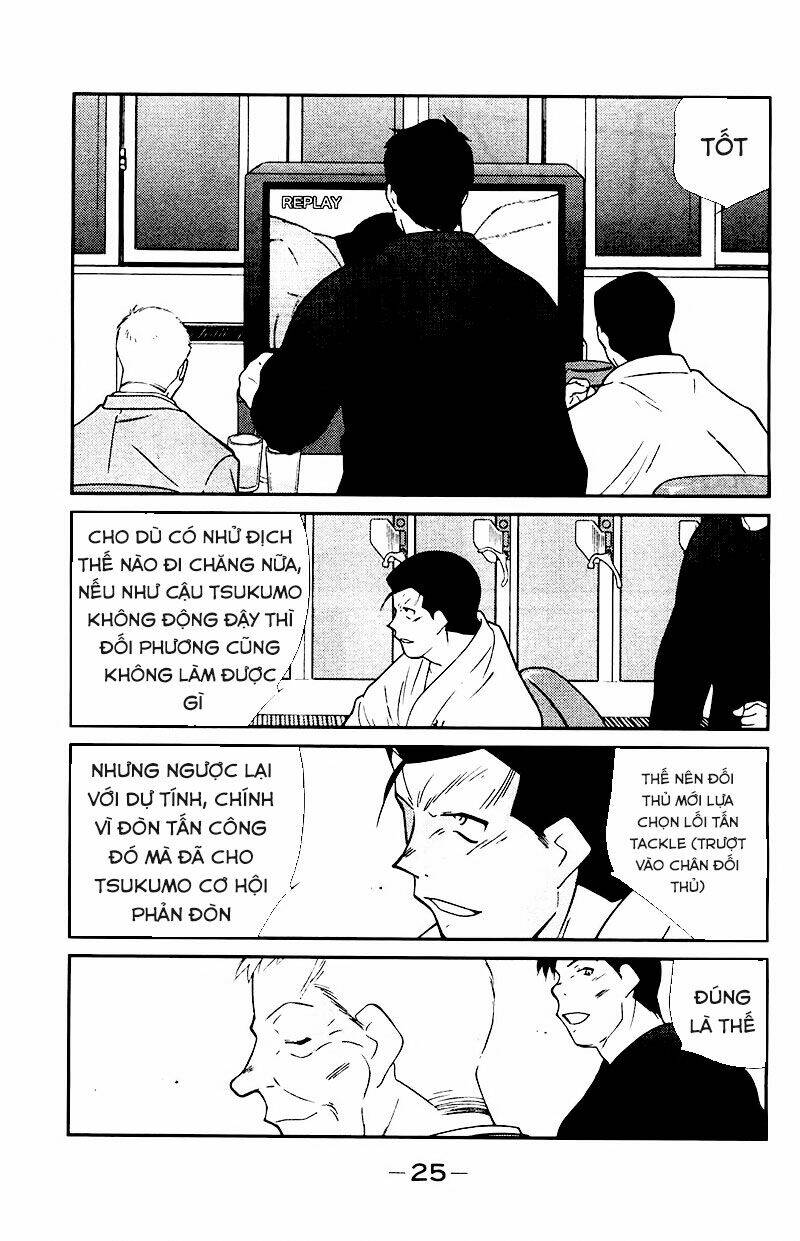 TỐT
REPLAY
CHO DÙ CÓ NHỬ ĐỊCH
THẾ NÀO ĐI CHĂNG NỮA,
NẾU NHƯ CẬU TSUKUMO
KHÔNG ĐỘNG ĐẬY THÌ
ĐỐI PHƯƠNG CŨNG
KHÔNG LÀM ĐƯỢC
GÌ
THẾ NÊN ĐỐI
THỦ MỚI LỰA
CHỌN LỐI TẤN
TACKLE (TRƯỢT
VÀO CHÂN ĐỐI
THỦ)
NHƯNG NGƯỢC LẠI
VỚI DỰ TÍNH, CHÍNH
VÌ ĐÒN TẤN CÔNG
ĐÓ MÀ ĐÃ CHO
TSUKUMO CƠ HỘI
PHẢN ĐÒN
ĐÚNG
LÀ THẾ
—25—